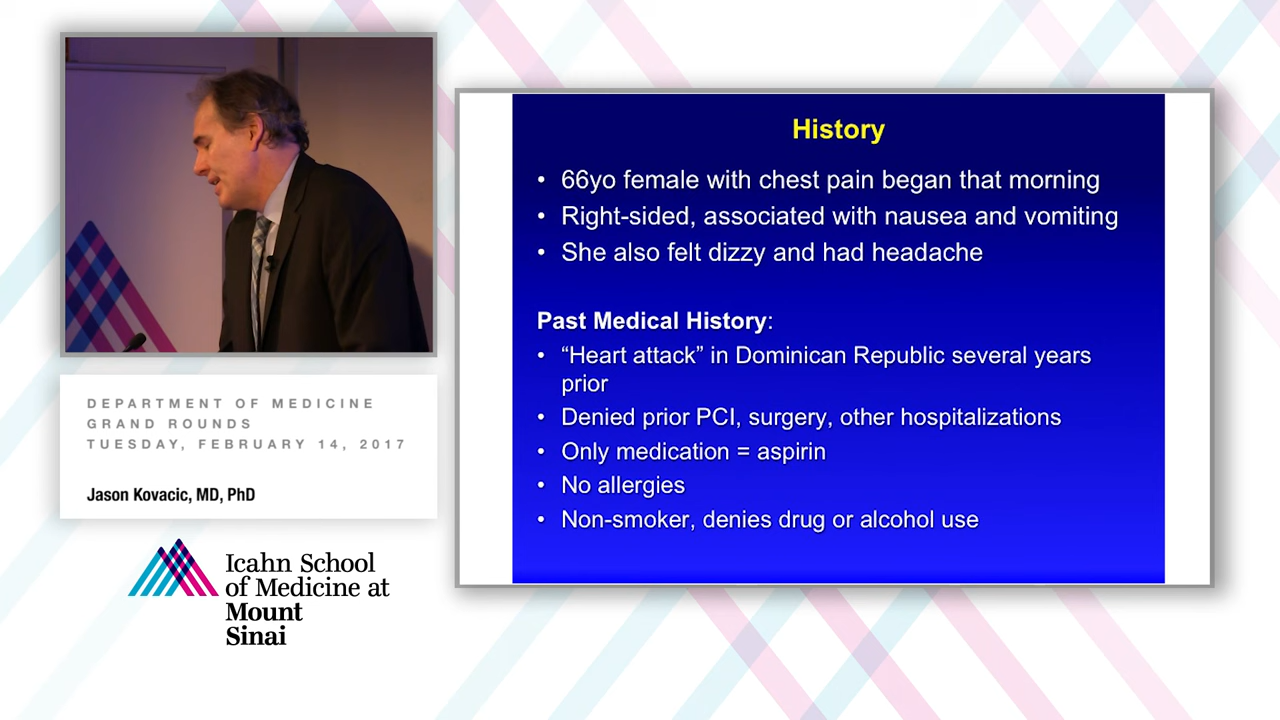 DEPARTMENT OF MEDICINE
GRAND ROUNDS
TUESDAY, FEBRUARY 14, 2017
Jason Kovacic, MD, PhD
Icahn School
of Medicine at
Mount
Sinai
History
• 66yo female with chest pain began that morning
• Right-sided, associated with nausea and vomiting
• She also felt dizzy and had headache
Past Medical History:
• “Heart attack” in Dominican Republic several years
prior
• Denied prior PCI, surgery, other hospitalizations
• Only medication = aspirin
• No allergies
• Non-smoker, denies drug or alcohol use